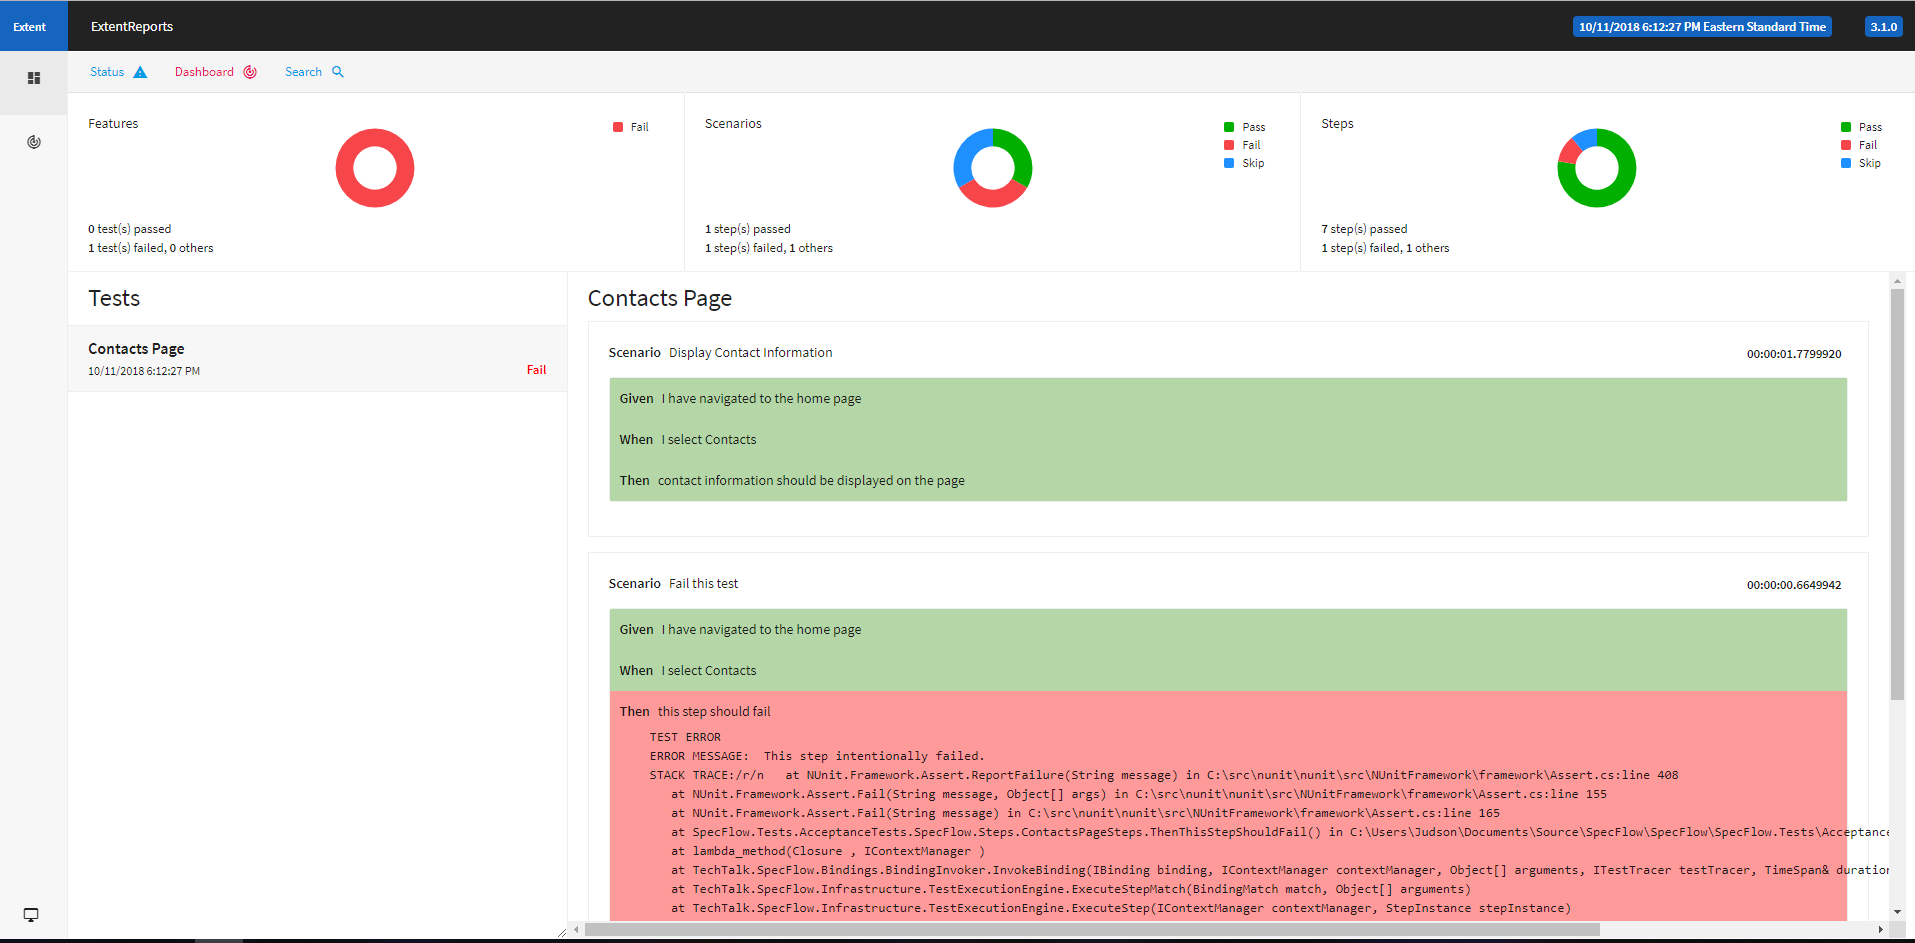 Extent
ExtentReports
10/11/2018 6:12:27 PM Eastern Standard Time
3.1.0
Status
Dashboard
Search
Features
Fail
0 test(s) passed
1 test(s) failed, 0 others
Scenarios
Pass
Fail
Skip
1 step(s) passed
1 step(s) failed, 1 others
Steps
Pass
Fail
Skip
7 step(s) passed
1 step(s) failed, 1 others
Tests
Contacts Page
10/11/2018 6:12:27 PM
Fail
Contacts Page
Scenario Display Contact Information
00:00:01.7799920
Given I have navigated to the home page
When I select Contacts
Then contact information should be displayed on the page
Scenario Fail this test
00:00:00.6649942
Given I have navigated to the home page
When I select Contacts
Then this step should fail
TEST ERROR
ERROR MESSAGE:  This step intentionally failed.
STACK TRACE:/r/n   at NUnit.Framework.Assert.ReportFailure(String message) in C:\src\nunit\nunit\src\NUnitFramework\framework\Assert.cs:line 408
at NUnit.Framework.Assert.Fail(String message, Object[] args) in C:\src\nunit\nunit\src\NUnitFramework\framework\Assert.cs:line 155
at NUnit.Framework.Assert.Fail(String message) in C:\src\nunit\nunit\src\NUnitFramework\framework\Assert.cs:line 165
at SpecFlow.Tests.AcceptanceTests.SpecFlow.Steps.ContactsPageSteps.ThenThisStepShouldFail() in C:\Users\Judson\Documents\Source\SpecFlow\SpecFlow\SpecFlow.Tests\Acceptance
at lambda_method(Closure , IContextManager )
at TechTalk.SpecFlow.Bindings.BindingInvoker.InvokeBinding(IBinding binding, IContextManager contextManager, Object[] arguments, ITestTracer testTracer, TimeSpan& duration
at TechTalk.SpecFlow.Infrastructure.TestExecutionEngine.ExecuteStepMatch(BindingMatch match, Object[] arguments)
at TechTalk.SpecFlow.Infrastructure.TestExecutionEngine.ExecuteStep(IContextManager contextManager, StepInstance stepInstance)